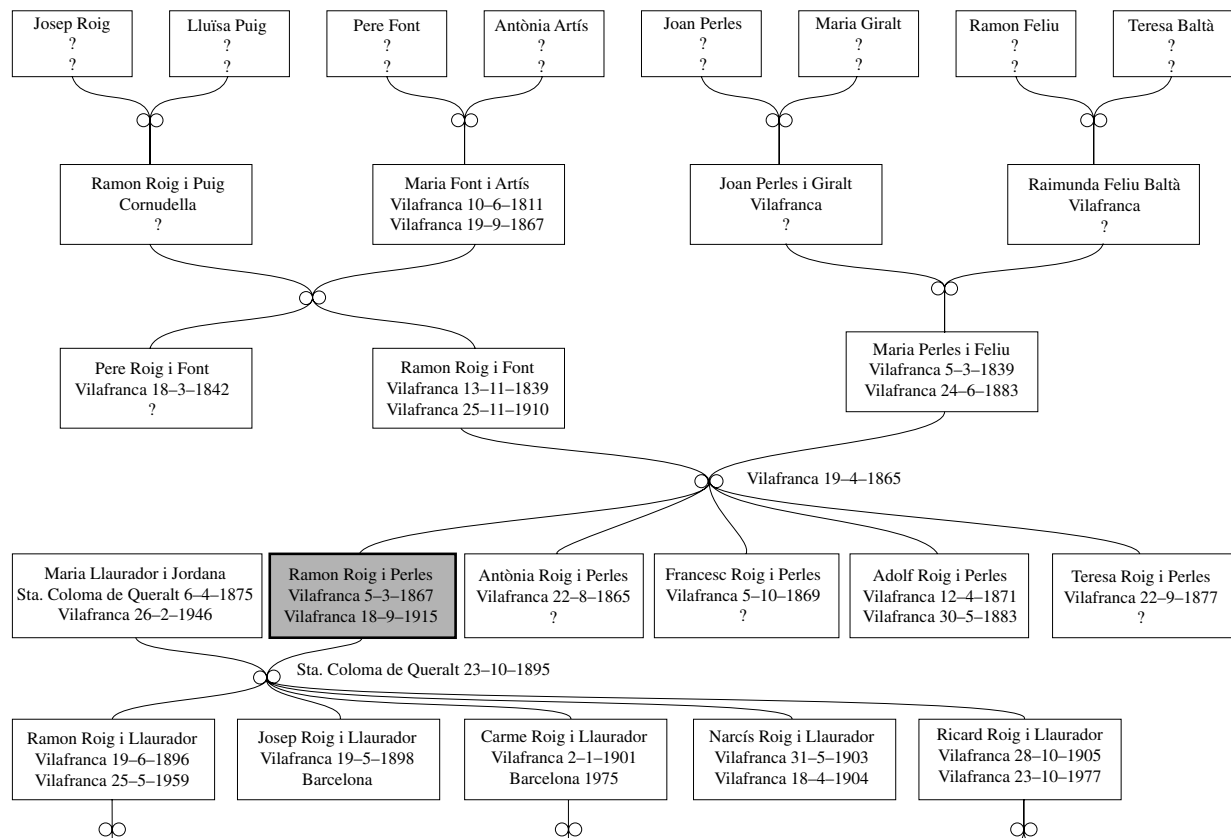 Josep Roig
?
?
Lluïsa Puig
?
?
Pere Font
?
?
Antònia Artís
?
?
Joan Perles
?
?
Maria Giralt
?
?
Ramon Feliu
?
?
Teresa Baltà
?
?
Ramon Roig i Puig
Cornudella
?
Maria Font i Artís
Vilafranca 10–6–1811
Vilafranca 19–9–1867
Joan Perles i Giralt
Vilafranca
?
Raimunda Feliu Baltà
Vilafranca
?
Pere Roig i Font
Vilafranca 18–3–1842
?
Ramon Roig i Font
Vilafranca 13–11–1839
Vilafranca 25–11–1910
Maria Perles i Feliu
Vilafranca 5–3–1839
Vilafranca 24–6–1883
Vilafranca 19–4–1865
Maria Llaurador i Jordana
Sta. Coloma de Queralt 6–4–1875
Vilafranca 26–2–1946
Ramon Roig i Perles
Vilafranca 5–3–1867
Vilafranca 18–9–1915
Antònia Roig i Perles
Vilafranca 22–8–1865
?
Francesc Roig i Perles
Vilafranca 5–10–1869
?
Adolf Roig i Perles
Vilafranca 12–4–1871
Vilafranca 30–5–1883
Teresa Roig i Perles
Vilafranca 22–9–1877
?
Sta. Coloma de Queralt 23–10–1895
Ramon Roig i Llaurador
Vilafranca 19–6–1896
Vilafranca 25–5–1959
Josep Roig i Llaurador
Vilafranca 19–5–1898
Barcelona
Carme Roig i Llaurador
Vilafranca 2–1–1901
Barcelona 1975
Narcís Roig i Llaurador
Vilafranca 31–5–1903
Vilafranca 18–4–1904
Ricard Roig i Llaurador
Vilafranca 28–10–1905
Vilafranca 23–10–1977